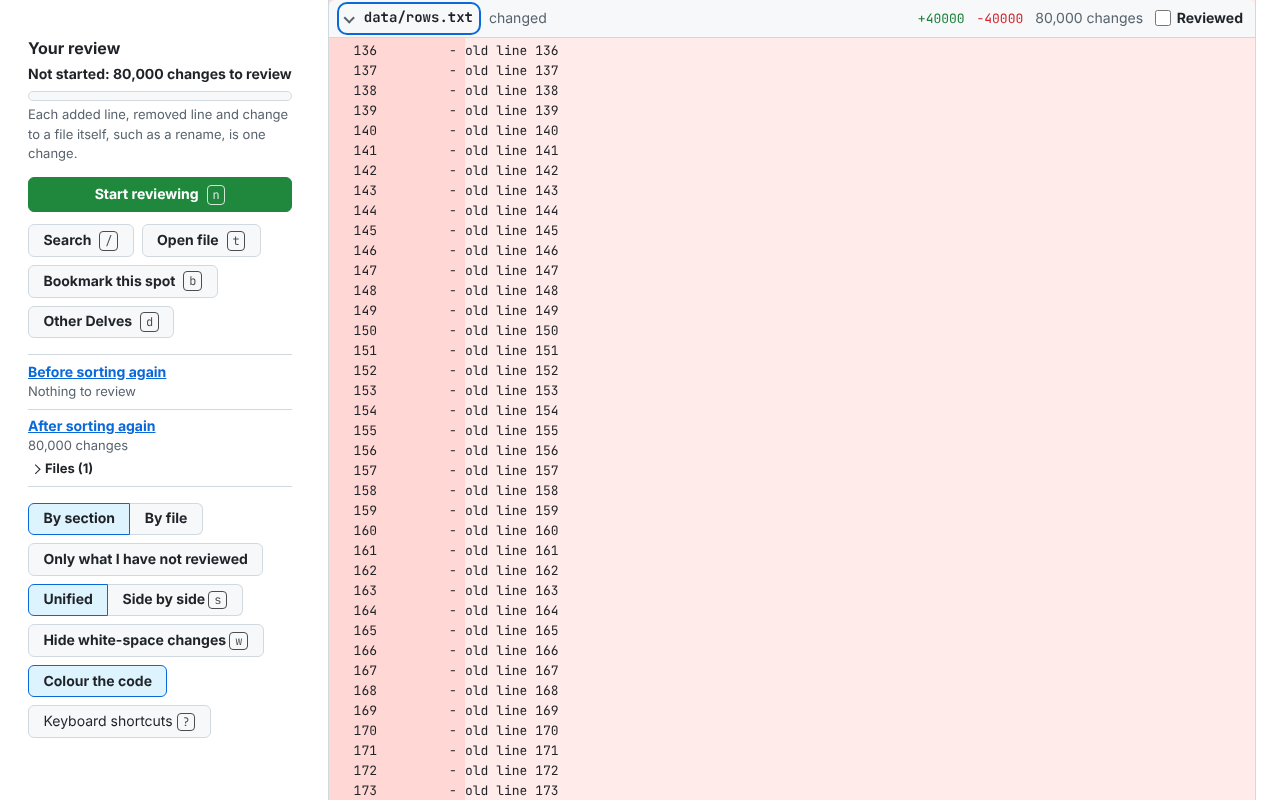 Your review
Not started: 80,000 changes to review
Each added line, removed line and change
to a file itself, such as a rename, is one
change.
Start reviewing n
Search / Open file t
Bookmark this spot b
Other Delves d
Before sorting again
Nothing to review
After sorting again
80,000 changes
Files (1)
By section By file
Only what I have not reviewed
Unified Side by side s
Hide white-space changes w
Colour the code
Keyboard shortcuts ?
data/rows.txt changed +40000 -40000 80,000 changes Reviewed
136 - old line 136
137 - old line 137
138 - old line 138
139 - old line 139
140 - old line 140
141 - old line 141
142 - old line 142
143 - old line 143
144 - old line 144
145 - old line 145
146 - old line 146
147 - old line 147
148 - old line 148
149 - old line 149
150 - old line 150
151 - old line 151
152 - old line 152
153 - old line 153
154 - old line 154
155 - old line 155
156 - old line 156
157 - old line 157
158 - old line 158
159 - old line 159
160 - old line 160
161 - old line 161
162 - old line 162
163 - old line 163
164 - old line 164
165 - old line 165
166 - old line 166
167 - old line 167
168 - old line 168
169 - old line 169
170 - old line 170
171 - old line 171
172 - old line 172
173 - old line 173